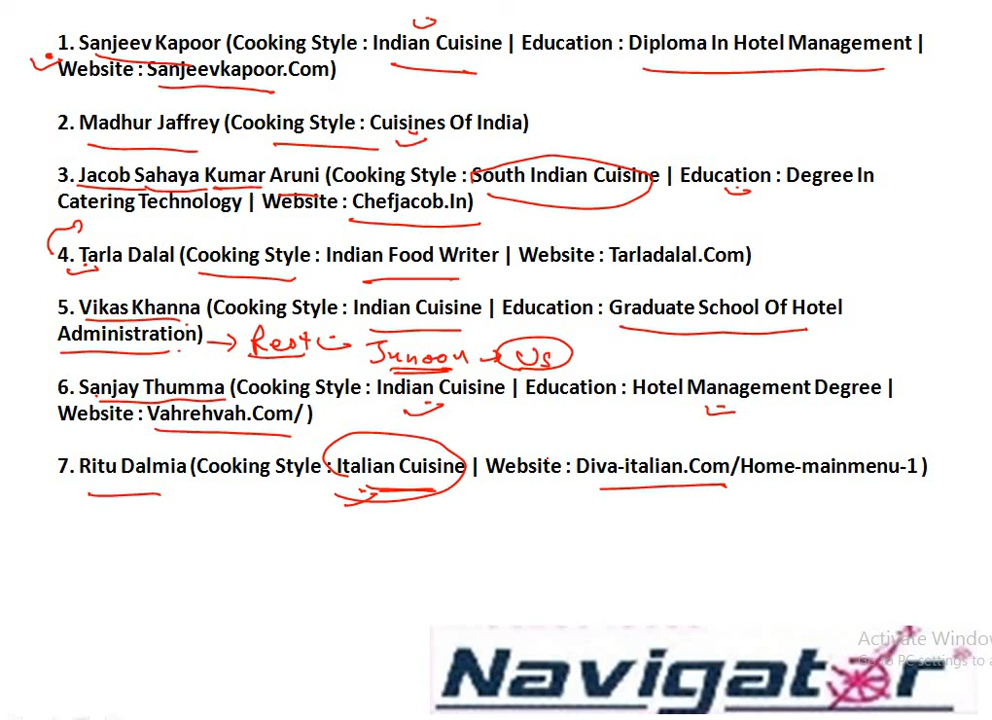 1. Sanjeev Kapoor (Cooking Style : Indian Cuisine | Education : Diploma In Hotel Management |
Website : Sanjeevkapoor.Com)
2. Madhur Jaffrey (Cooking Style : Cuisines Of India)
3. Jacob Sahaya Kumar Aruni (Cooking Style : South Indian Cuisine | Education : Degree In
Catering Technology | Website : Chefjacob.In)
4. Tarla Dalal (Cooking Style : Indian Food Writer | Website : Tarladalal.Com)
5. Vikas Khanna (Cooking Style : Indian Cuisine | Education : Graduate School Of Hotel
Administration) → Rest
Junoon → US
6. Sanjay Thumma (Cooking Style : Indian Cuisine | Education : Hotel Management Degree |
Website : Vahrehvah.Com/ )
7. Ritu Dalmia (Cooking Style : Italian Cuisine | Website : Diva-italian.Com/Home-mainmenu-1 )
Activate Window
Navigator